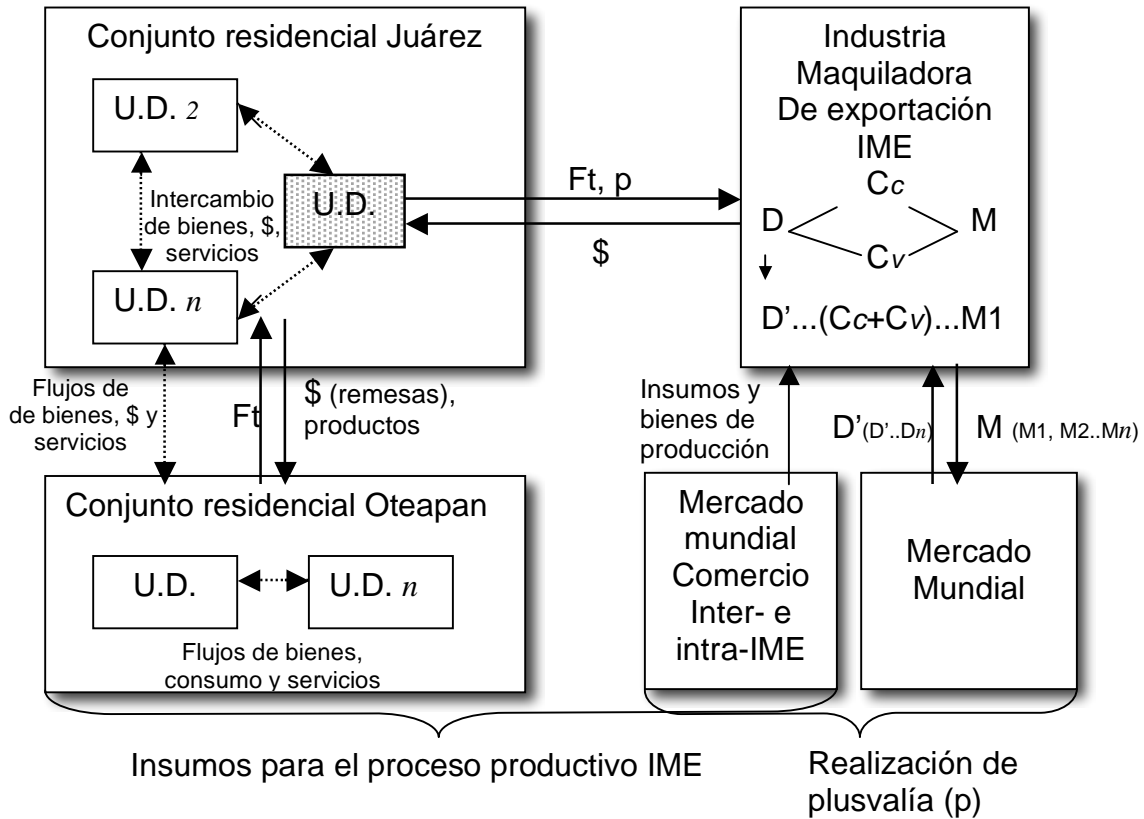 Conjunto residencial Juárez
U.D. 2
U.D.
Intercambio
de bienes, $,
servicios
U.D. n
Ft, p
$
Industria
Maquiladora
De exportación
IME
Cc
D
M
Cv
D’...(Cc+Cv)...M1
Flujos de
de bienes, $ y
servicios
Ft
$ (remesas),
productos
Insumos y
bienes de
producción
D’(D’..Dn)
M (M1, M2..Mn)
Conjunto residencial Oteapan
U.D.
U.D. n
Flujos de bienes,
consumo y servicios
Mercado
mundial
Comercio
Inter- e
intra-IME
Mercado
Mundial
Insumos para el proceso productivo IME
Realización de
plusvalía (p)